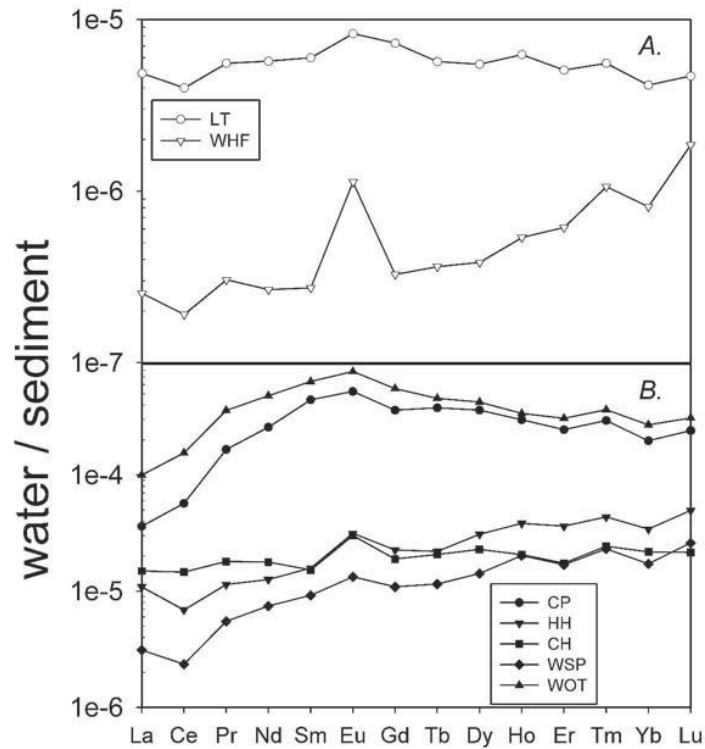 water / sediment
1e-5
A.
LT
WHF
1e-6
1e-7
B.
1e-4
1e-5
CP
HH
CH
WSP
WOT
1e-6
La Ce Pr Nd Sm Eu Gd Tb Dy Ho Er Tm Yb Lu